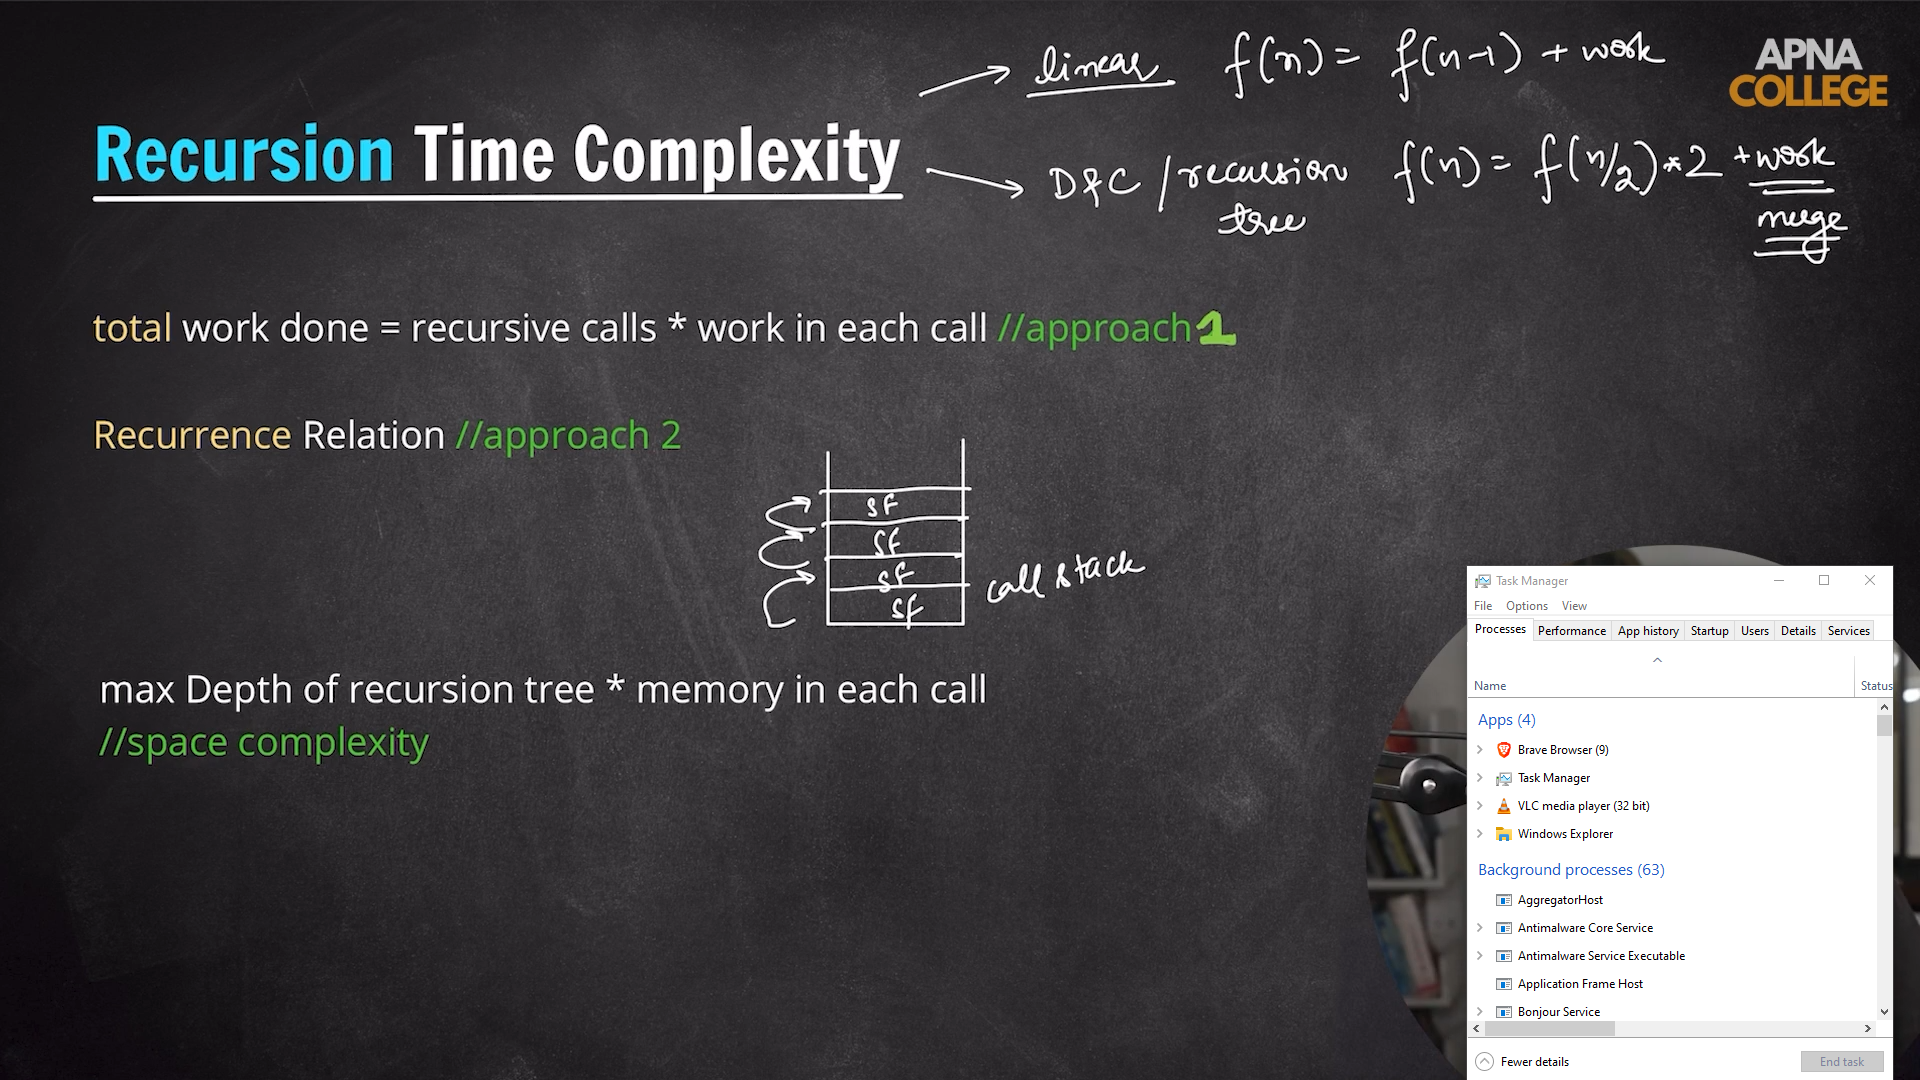 linear f(n) = f(n-1) + work
APNA
COLLEGE
Recursion Time Complexity
D&C / recursion f(n) = f(n/2)*2 + work
tree
merge
total work done = recursive calls * work in each call //approach 1
Recurrence Relation //approach 2
SF
SF
SF
SF
call stack
max Depth of recursion tree * memory in each call
//space complexity
Task Manager
File Options View
Processes Performance App history Startup Users Details Services
Name Status
Apps (4)
Brave Browser (9)
Task Manager
VLC media player (32 bit)
Windows Explorer
Background processes (63)
AggregatorHost
Antimalware Core Service
Antimalware Service Executable
Application Frame Host
Bonjour Service
Fewer details End task